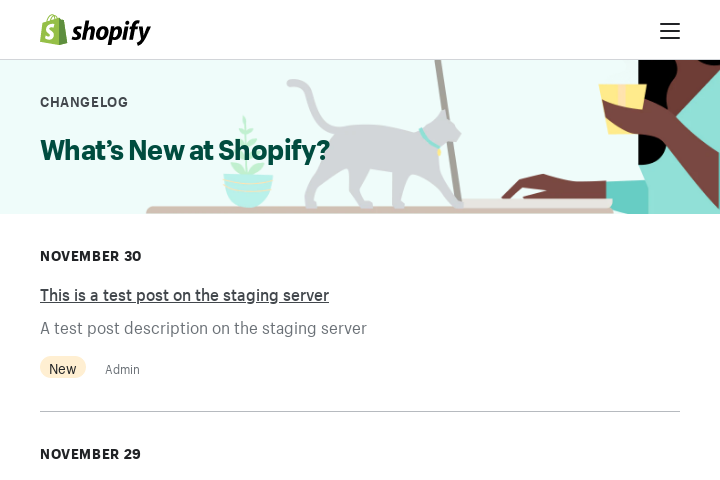 shopify
CHANGELOG
What's New at Shopify?
NOVEMBER 30
This is a test post on the staging server
A test post description on the staging server
New Admin
NOVEMBER 29